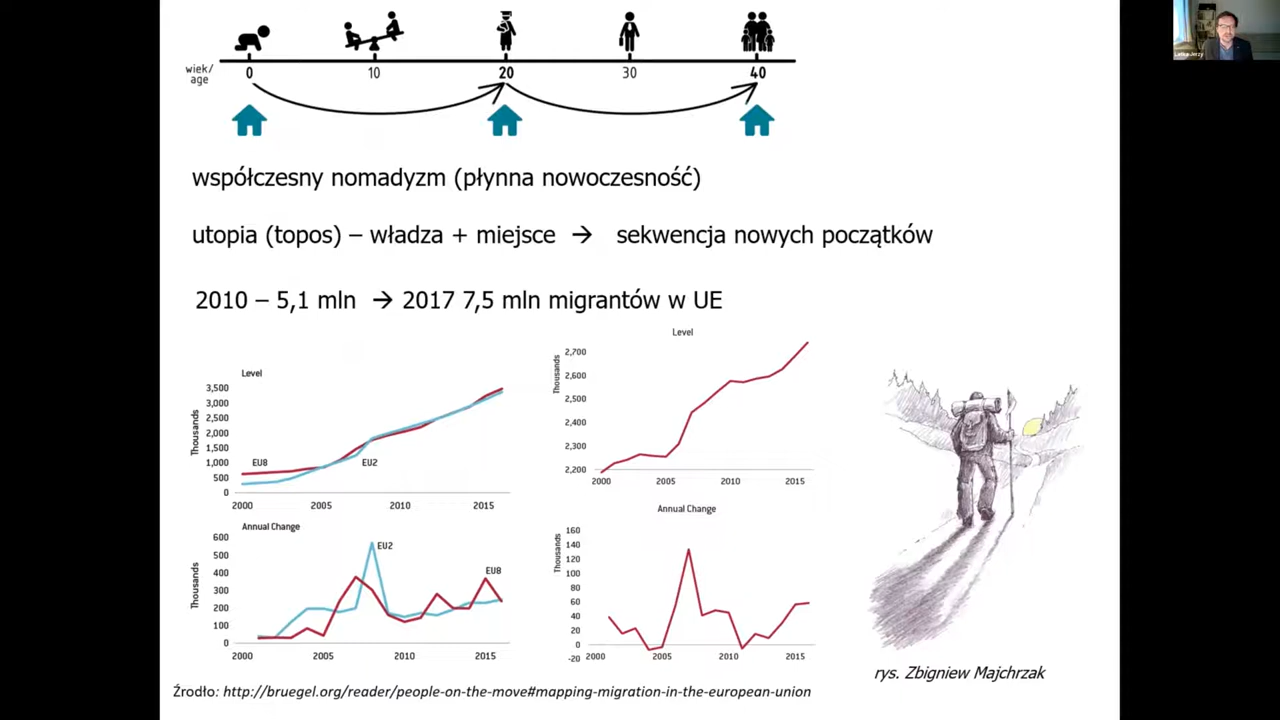 wiek/
age
0 10 20 30 40
współczesny nomadyzm (płynna nowoczesność)
utopia (topos) – władza + miejsce → sekwencja nowych początków
2010 – 5,1 mln → 2017 7,5 mln migrantów w UE
Level
Thousands
3,500
3,000
2,500
2,000
1,500
1,000
500
0
EU8
EU2
2000 2005 2010 2015
Level
Thousands
2,700
2,600
2,500
2,400
2,300
2,200
2000 2005 2010 2015
Annual Change
Thousands
600
500
400
300
200
100
0
EU2
EU8
2000 2005 2010 2015
Annual Change
Thousands
160
140
120
100
80
60
40
20
0
-20
2000 2005 2010 2015
rys. Zbigniew Majchrzak
Źrodło: http://bruegel.org/reader/people-on-the-move#mapping-migration-in-the-european-union